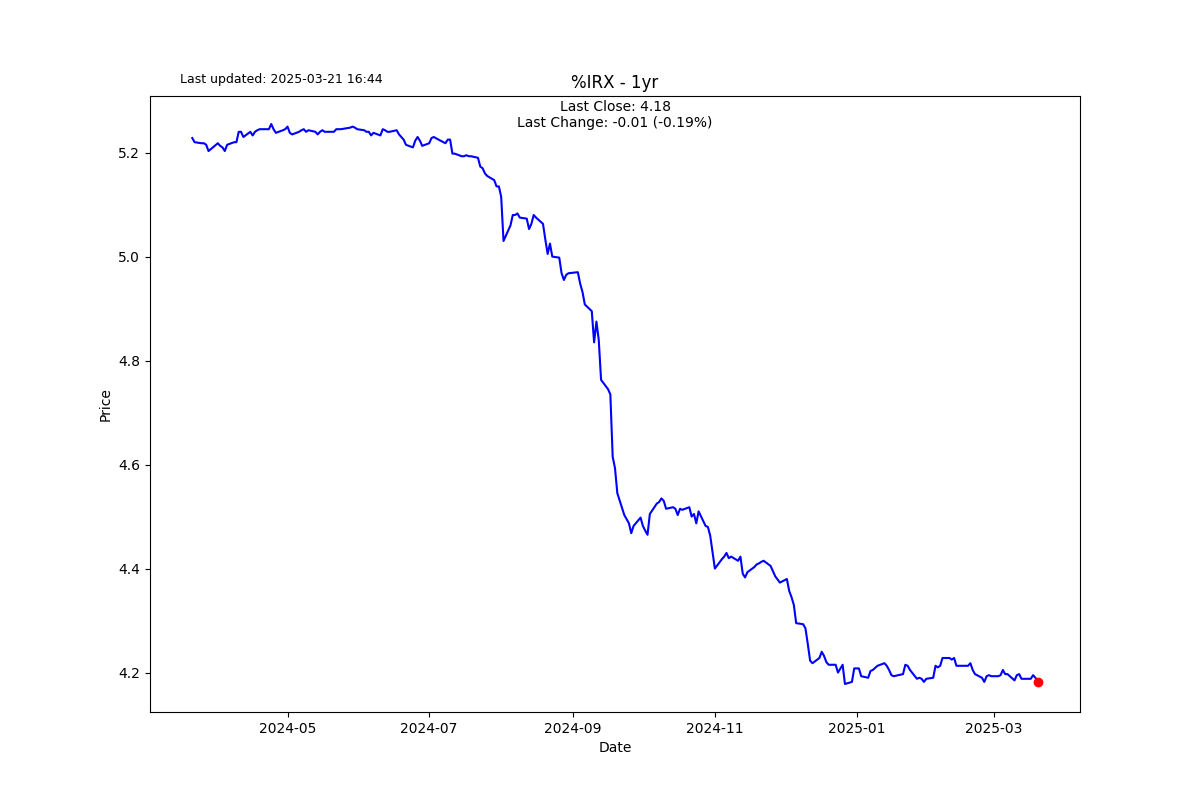 Last updated: 2025-03-21 16:44
%IRX - 1yr
Last Close: 4.18
Last Change: -0.01 (-0.19%)
Price
5.2
5.0
4.8
4.6
4.4
4.2
2024-05
2024-07
2024-09
2024-11
2025-01
2025-03
Date